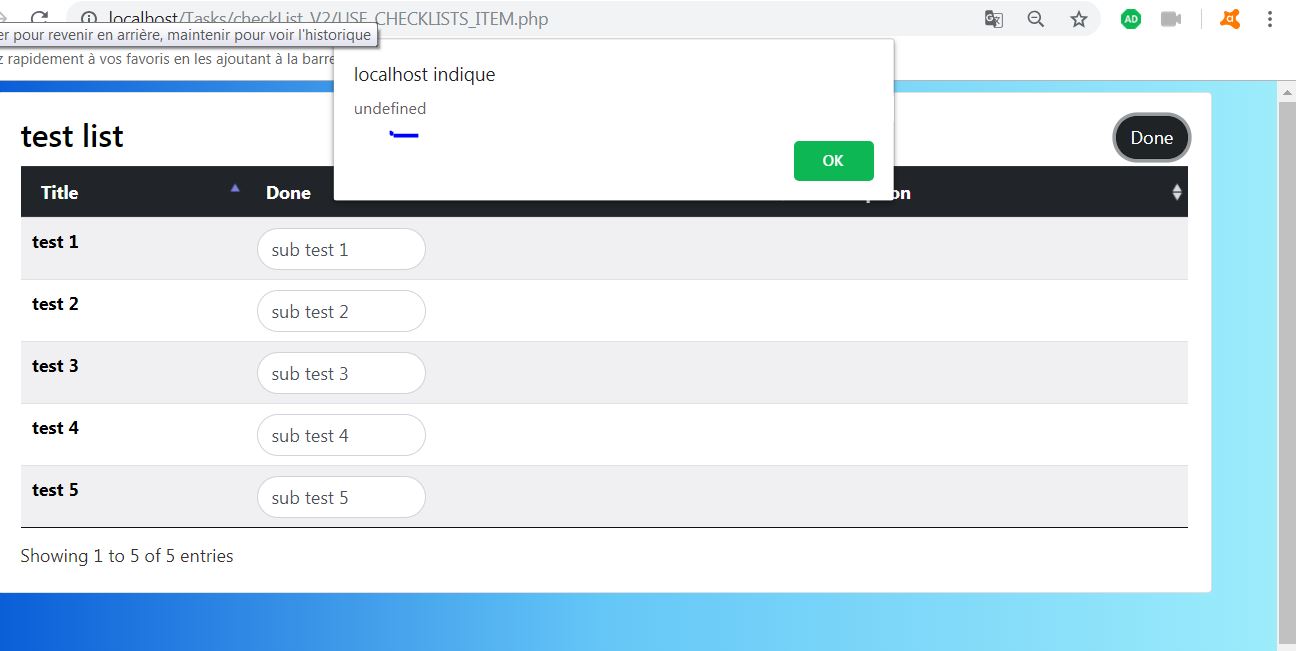 localhost/Tasks/checkList_V2/USE_CHECKLISTS_ITEM.php
AD
er pour revenir en arrière, maintenir pour voir l'historique
z rapidement à vos favoris en les ajoutant à la barre
localhost indique
undefined
OK
test list
Done
Title
Done
on
test 1
sub test 1
test 2
sub test 2
test 3
sub test 3
test 4
sub test 4
test 5
sub test 5
Showing 1 to 5 of 5 entries